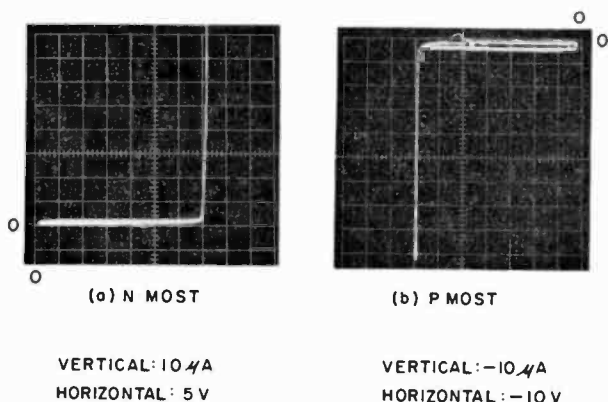 O
O
O
O
(a) N MOST
(b) P MOST
VERTICAL: 10 µA
HORIZONTAL: 5 V
VERTICAL: -10 µA
HORIZONTAL: -10 V